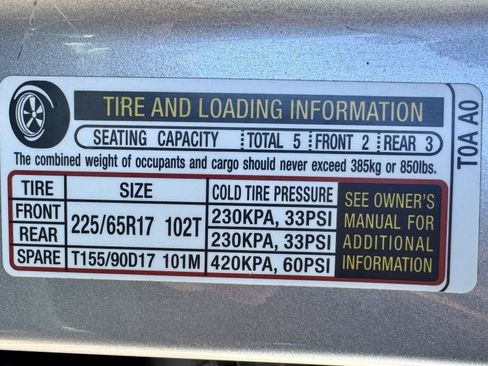 TIRE AND LOADING INFORMATION
SEATING CAPACITY TOTAL 5 FRONT 2 REAR 3
The combined weight of occupants and cargo should never exceed 385kg or 850lbs.
TIRE SIZE COLD TIRE PRESSURE
FRONT 225/65R17 102T 230KPA, 33PSI
REAR 230KPA, 33PSI
SPARE T155/90D17 101M 420KPA, 60PSI
SEE OWNER'S
MANUAL FOR
ADDITIONAL
INFORMATION
T0A A0